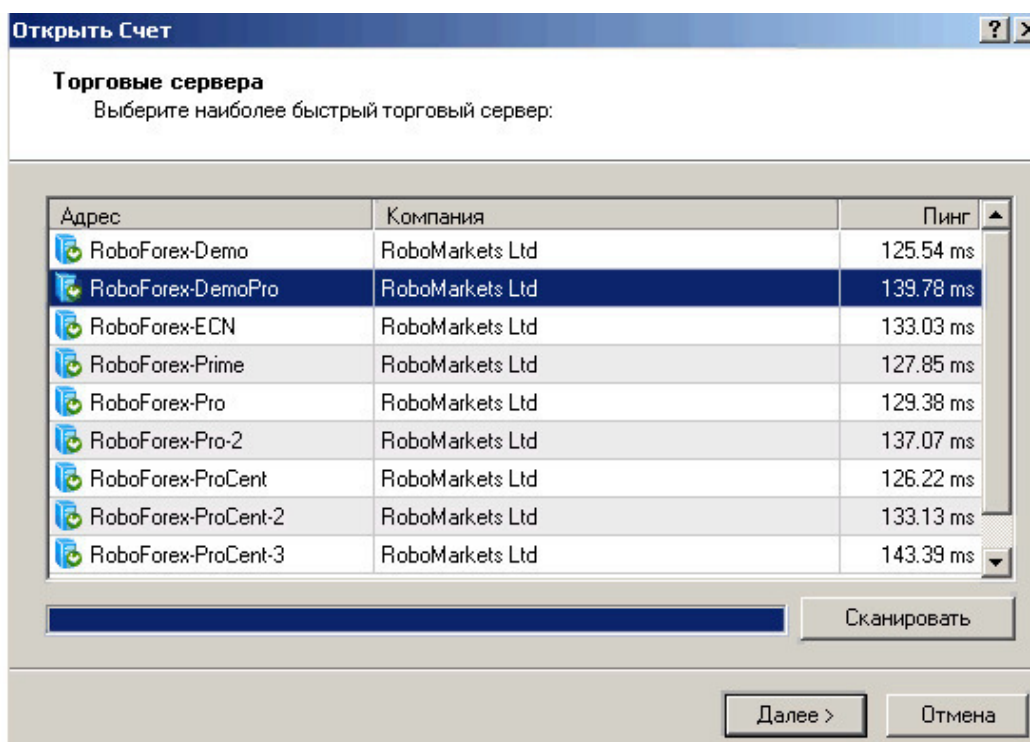 Открыть Счет
Торговые сервера
Выберите наиболее быстрый торговый сервер:
Адрес Компания Пинг
RoboForex-Demo RoboMarkets Ltd 125.54 ms
RoboForex-DemoPro RoboMarkets Ltd 139.78 ms
RoboForex-ECN RoboMarkets Ltd 133.03 ms
RoboForex-Prime RoboMarkets Ltd 127.85 ms
RoboForex-Pro RoboMarkets Ltd 129.38 ms
RoboForex-Pro-2 RoboMarkets Ltd 137.07 ms
RoboForex-ProCent RoboMarkets Ltd 126.22 ms
RoboForex-ProCent-2 RoboMarkets Ltd 133.13 ms
RoboForex-ProCent-3 RoboMarkets Ltd 143.39 ms
Сканировать
Далее > Отмена